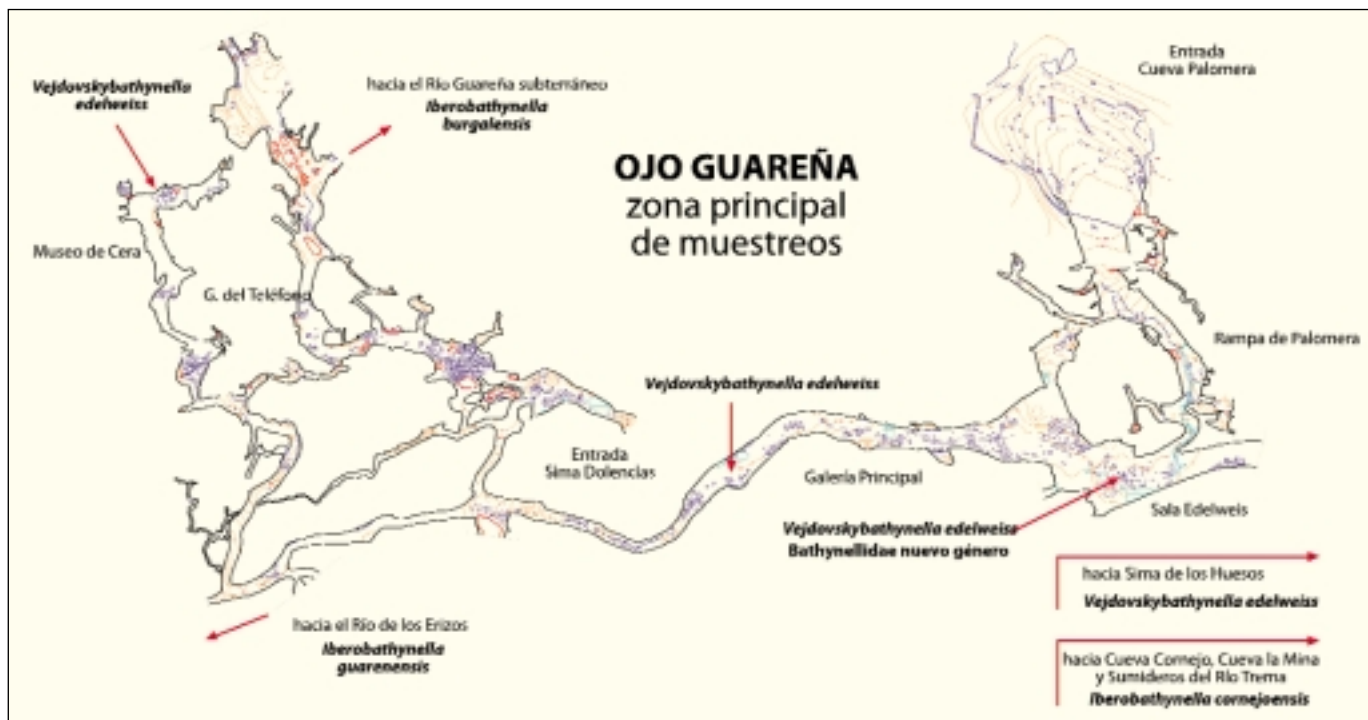 OJO GUAREÑA
zona principal
de muestreos
Vejdovskybathynella
edelweiss
hacia el Río Guareña subterráneo
Iberobathynella
burgalensis
Entrada
Cueva Palomera
Museo de Cera
G. del Teléfono
Rampa de Palomera
Vejdovskybathynella edelweiss
Entrada
Sima Dolencias
Galería Principal
Sala Edelweis
Vejdovskybathynella edelweiss
Bathynellidae nuevo género
hacia Sima de los Huesos
Vejdovskybathynella edelweiss
hacia el Río de los Erizos
Iberobathynella
guarenensis
hacia Cueva Cornejo, Cueva la Mina
y Sumideros del Río Trema
Iberobathynella cornejoensis